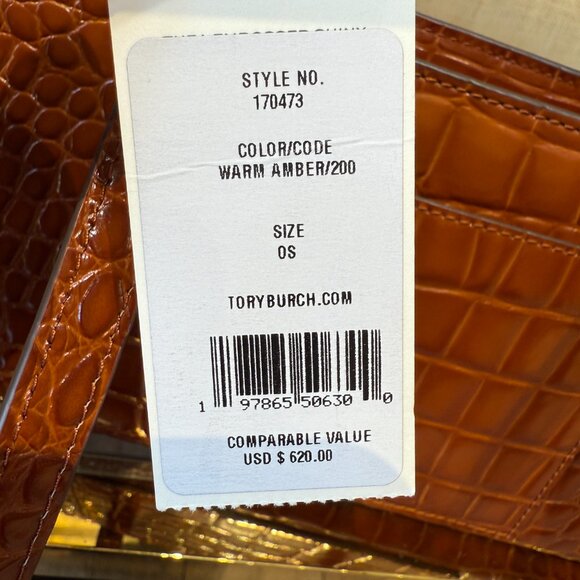 STYLE NO.
170473
COLOR/CODE
WARM AMBER/200
SIZE
OS
TORYBURCH.COM
1 97865 50630 0
COMPARABLE VALUE
USD $ 620.00